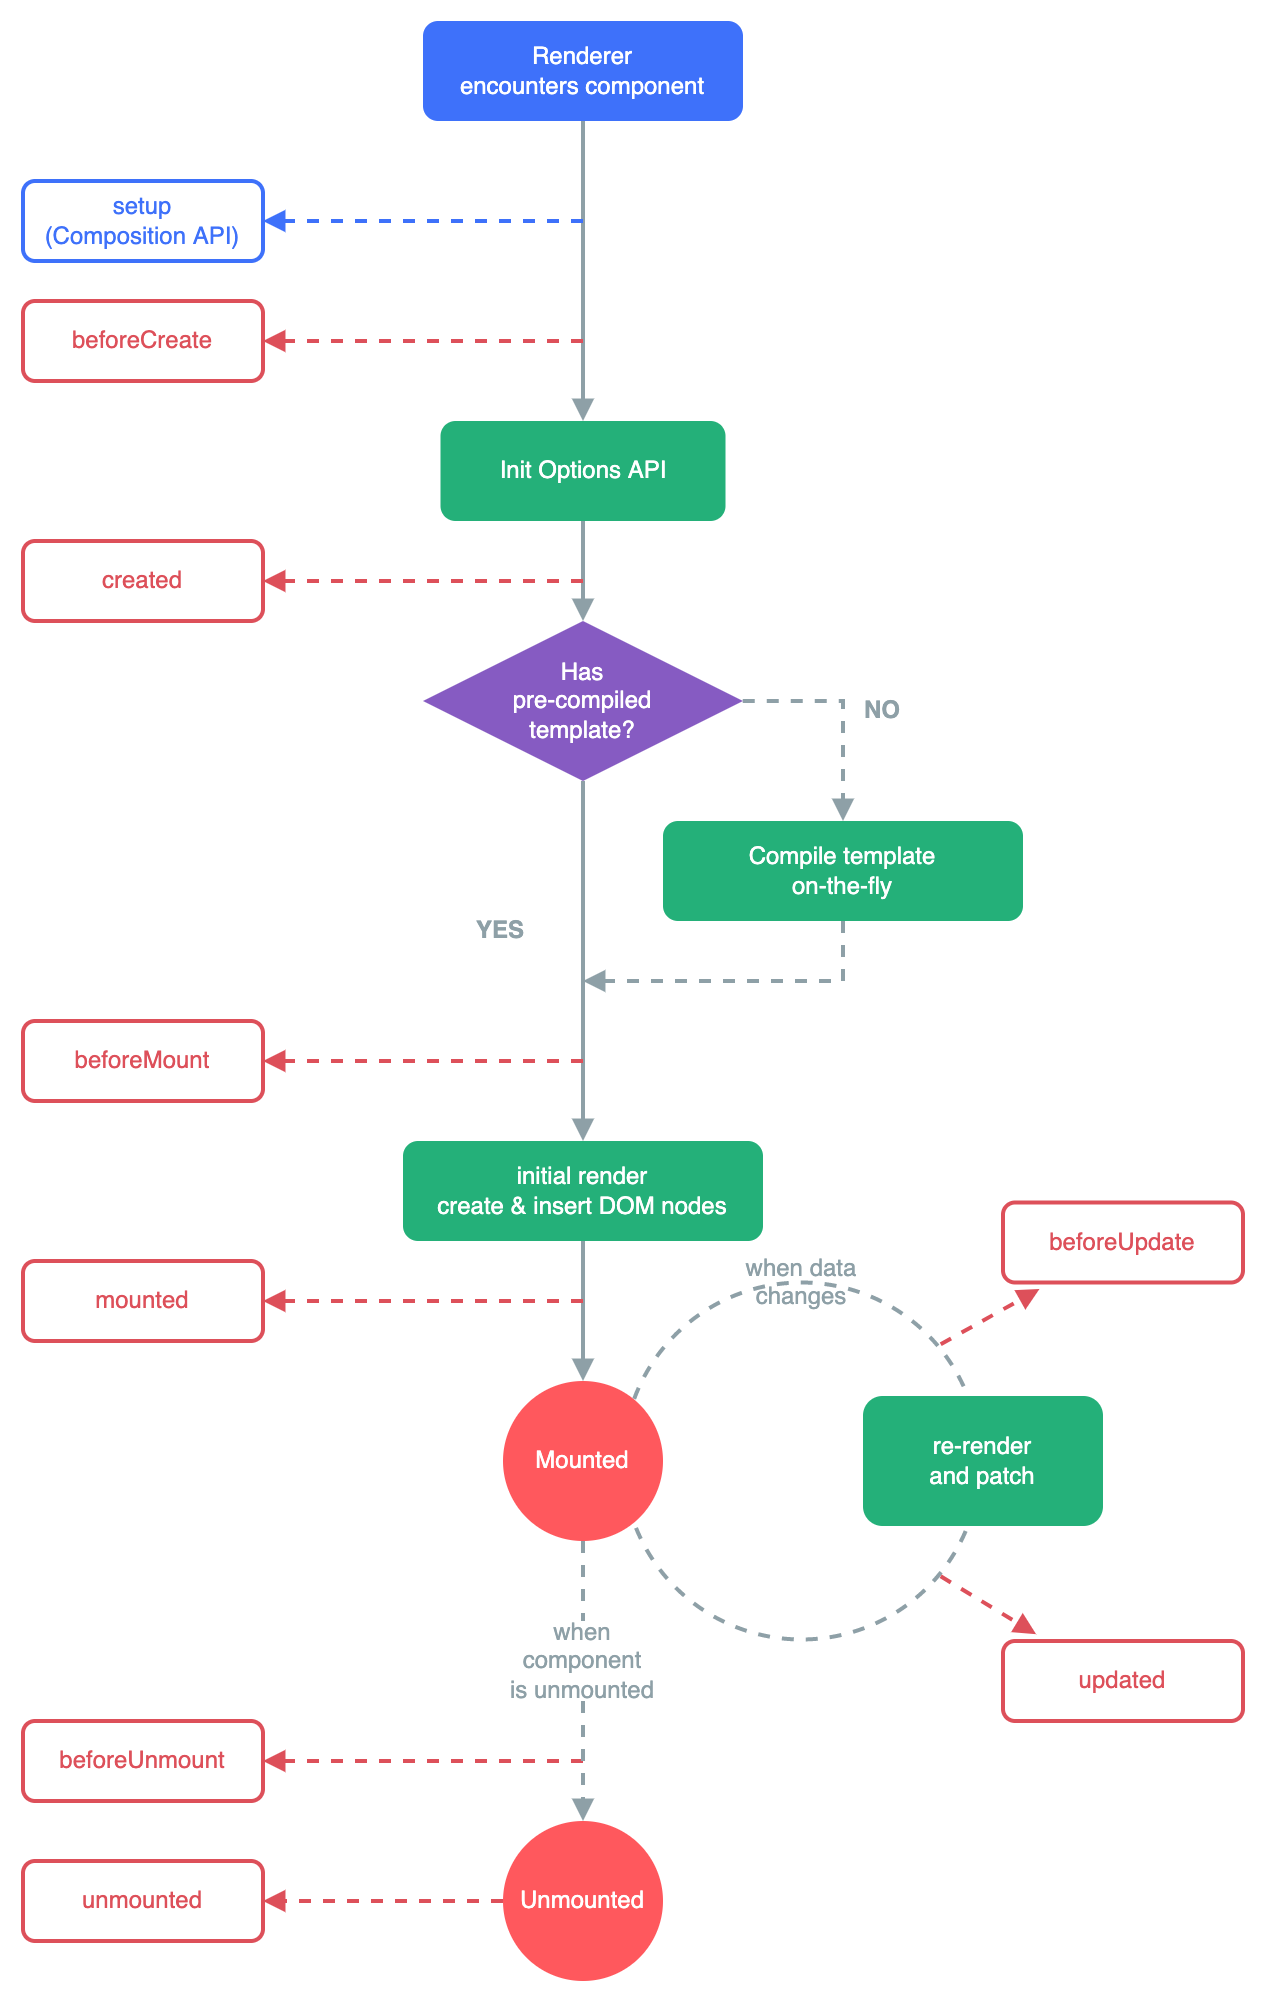 Renderer
encounters component
setup
(Composition API)
beforeCreate
Init Options API
created
Has
pre-compiled
template?
NO
Compile template
on-the-fly
YES
beforeMount
initial render
create & insert DOM nodes
beforeUpdate
when data
changes
mounted
re-render
and patch
Mounted
when
component
is unmounted
updated
beforeUnmount
unmounted
Unmounted